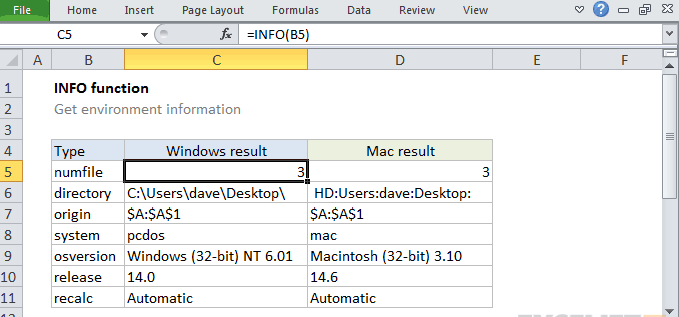 File Home Insert Page Layout Formulas Data Review View
C5 fx =INFO(B5)
A B C D E F
1 INFO function
2 Get environment information
3
4 Type Windows result Mac result
5 numfile 3 3
6 directory C:\Users\dave\Desktop\ HD:Users:dave:Desktop:
7 origin $A:$A$1 $A:$A$1
8 system pcdos mac
9 osversion Windows (32-bit) NT 6.01 Macintosh (32-bit) 3.10
10 release 14.0 14.6
11 recalc Automatic Automatic